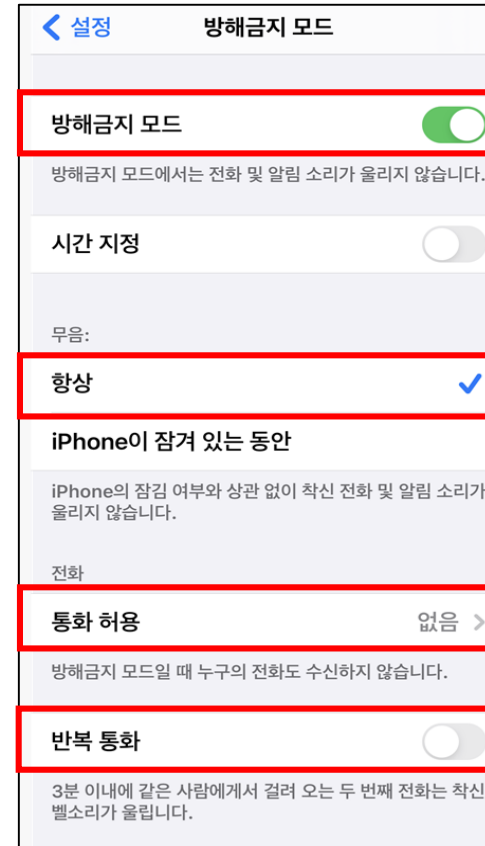 설정 방해금지 모드
방해금지 모드
방해금지 모드에서는 전화 및 알림 소리가 울리지 않습니다.
시간 지정
무음:
항상
iPhone이 잠겨 있는 동안
iPhone의 잠김 여부와 상관 없이 착신 전화 및 알림 소리가
울리지 않습니다.
전화
통화 허용 없음
방해금지 모드일 때 누구의 전화도 수신하지 않습니다.
반복 통화
3분 이내에 같은 사람에게서 걸려 오는 두 번째 전화는 착신
벨소리가 울립니다.